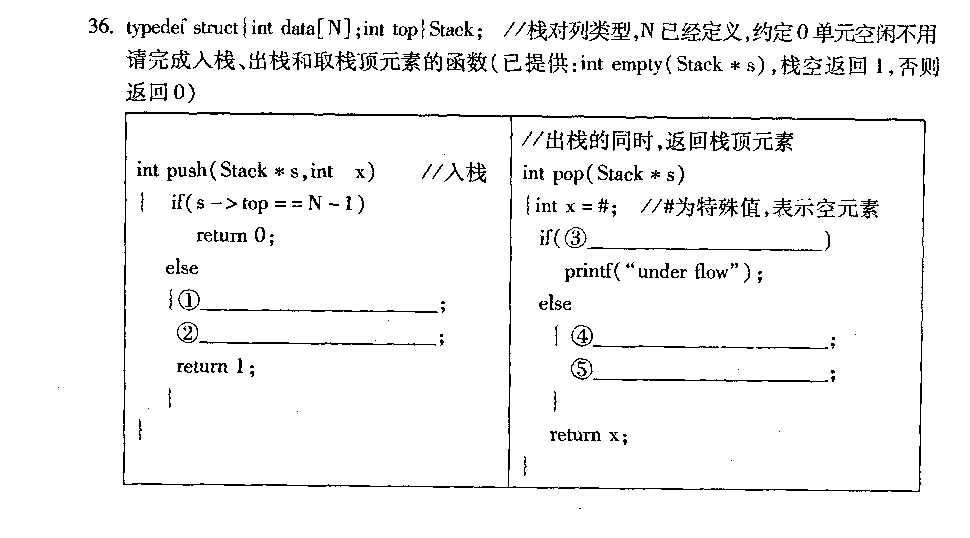 36. typedef struct{int data[N];int top}Stack; //栈对列类型,N 已经定义,约定 0 单元空闲不用
请完成入栈、出栈和取栈顶元素的函数(已提供:int empty(Stack * s),栈空返回 1,否则
返回 0)
int push(Stack * s,int x) //入栈
{ if(s -> top = = N - 1)
return 0;
else
{①____________________;
②____________________;
return 1;
}
}
//出栈的同时,返回栈顶元素
int pop(Stack * s)
{int x = #; //#为特殊值,表示空元素
if(③____________________)
printf("under flow");
else
{ ④____________________;
⑤____________________;
}
return x;
}